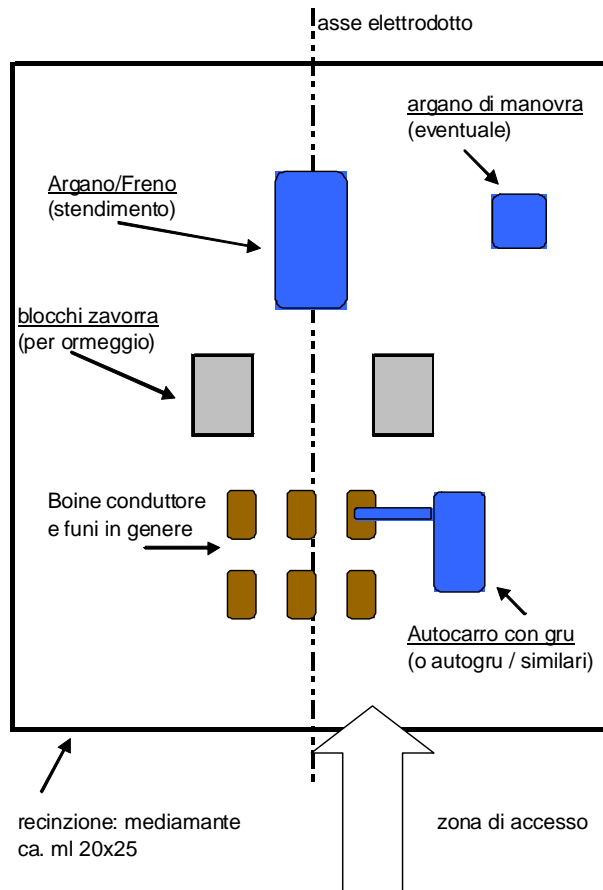 asse elettrodotto
argano di manovra
(eventuale)
Argano/Freno
(stendimento)
blocchi zavorra
(per ormeggio)
Boine conduttore
e funi in genere
Autocarro con gru
(o autogru / similari)
recinzione: mediamante
ca. ml 20x25
zona di accesso